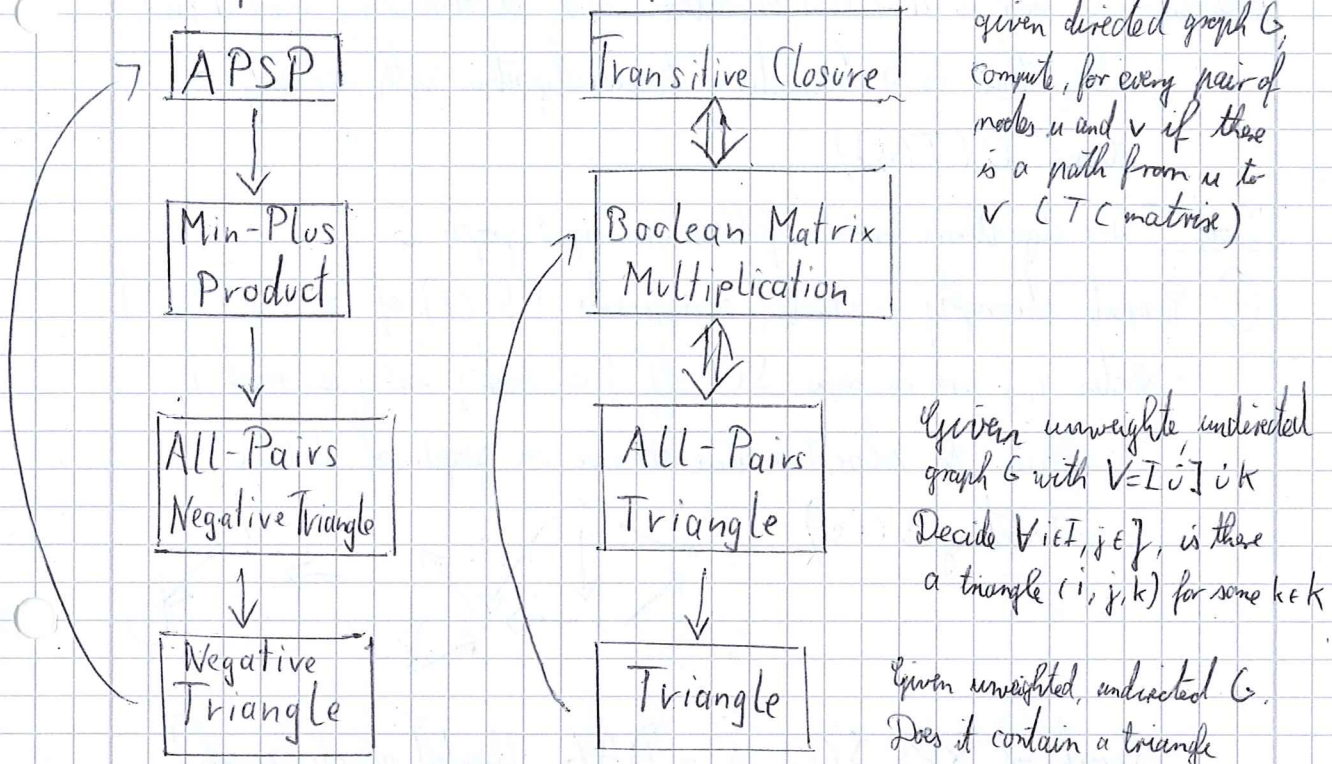 APSP
Min-Plus
Product
All-Pairs
Negative Triangle
Negative
Triangle
Transitive Closure
Boolean Matrix
Multiplication
All-Pairs
Triangle
Triangle
given directed graph G,
compute, for every pair of
nodes u and v if there
is a path from u to
v (TC matrix)
Given unweighte, undirected
graph G with V=I ∪̇ J ∪̇ K
Decide ∀i∈I, j∈J, is there
a triangle (i, j, k) for some k∈K
Given unweighted, undirected G.
Does it contain a triangle